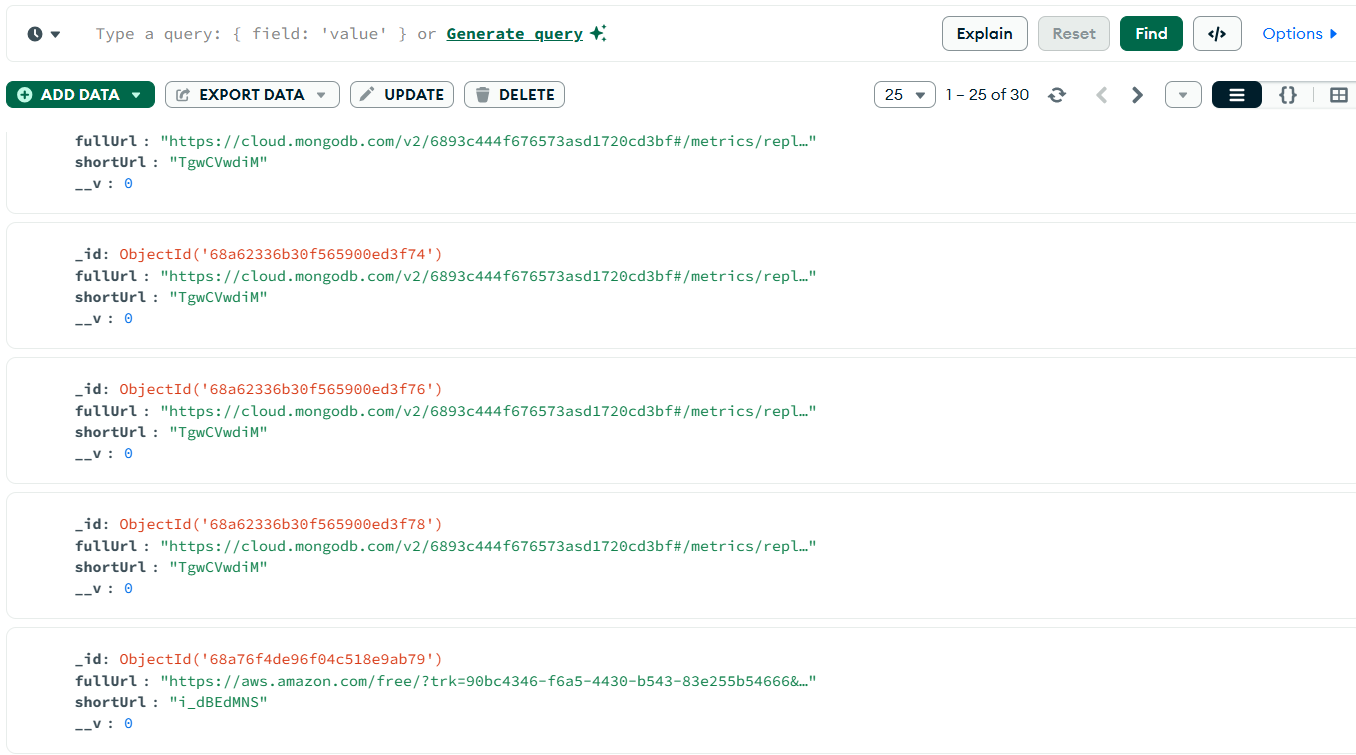 Type a query: { field: 'value' } or Generate query
Explain
Reset
Find
</>
Options
ADD DATA
EXPORT DATA
UPDATE
DELETE
25
1 – 25 of 30
{}
fullUrl : "https://cloud.mongodb.com/v2/6893c444f676573asd1720cd3bf#/metrics/repl…"
shortUrl : "TgwCVwdiM"
__v : 0
_id: ObjectId('68a62336b30f565900ed3f74')
fullUrl : "https://cloud.mongodb.com/v2/6893c444f676573asd1720cd3bf#/metrics/repl…"
shortUrl : "TgwCVwdiM"
__v : 0
_id: ObjectId('68a62336b30f565900ed3f76')
fullUrl : "https://cloud.mongodb.com/v2/6893c444f676573asd1720cd3bf#/metrics/repl…"
shortUrl : "TgwCVwdiM"
__v : 0
_id: ObjectId('68a62336b30f565900ed3f78')
fullUrl : "https://cloud.mongodb.com/v2/6893c444f676573asd1720cd3bf#/metrics/repl…"
shortUrl : "TgwCVwdiM"
__v : 0
_id: ObjectId('68a76f4de96f04c518e9ab79')
fullUrl : "https://aws.amazon.com/free/?trk=90bc4346-f6a5-4430-b543-83e255b54666&…"
shortUrl : "i_dBEdMNS"
__v : 0